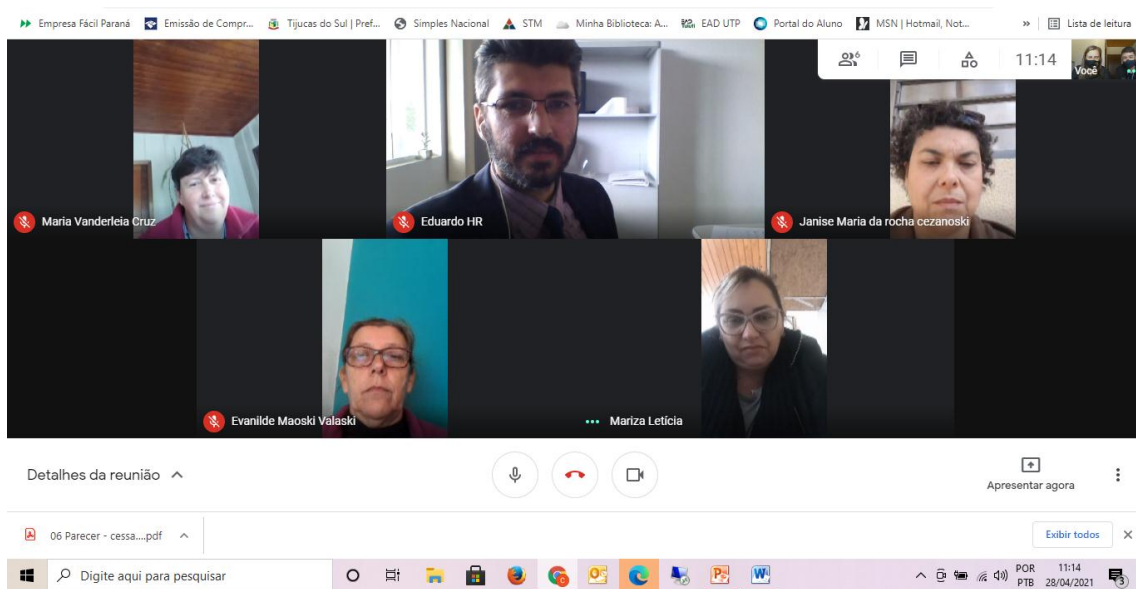 Empresa Fácil Paraná Emissão de Compr... Tijucas do Sul | Pref... Simples Nacional STM Minha Biblioteca: A... EAD UTP Portal do Aluno MSN | Hotmail, Not... » Lista de leitura
6 11:14 Você
Maria Vanderleia Cruz Eduardo HR Janise Maria da rocha cezanoski
Evanilde Maoski Valaski Mariza Letícia
Detalhes da reunião
Apresentar agora
06 Parecer - cessa....pdf Exibir todos
Digite aqui para pesquisar POR 11:14
PTB 28/04/2021 3